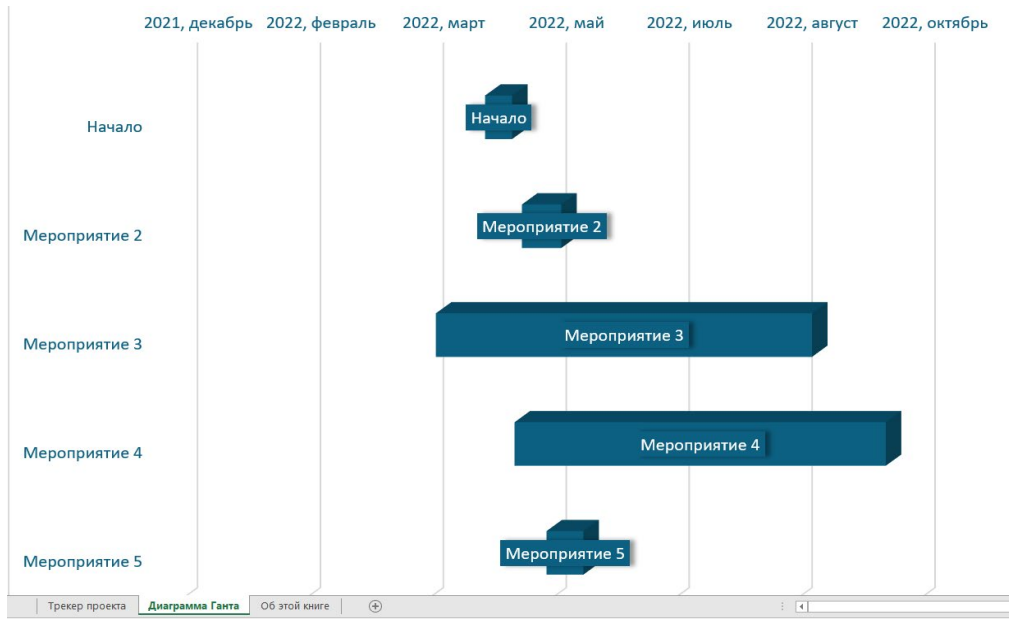 2021, декабрь 2022, февраль 2022, март 2022, май 2022, июль 2022, август 2022, октябрь
Начало Начало
Мероприятие 2 Мероприятие 2
Мероприятие 3 Мероприятие 3
Мероприятие 4 Мероприятие 4
Мероприятие 5 Мероприятие 5
Трекер проекта Диаграмма Ганта Об этой книге